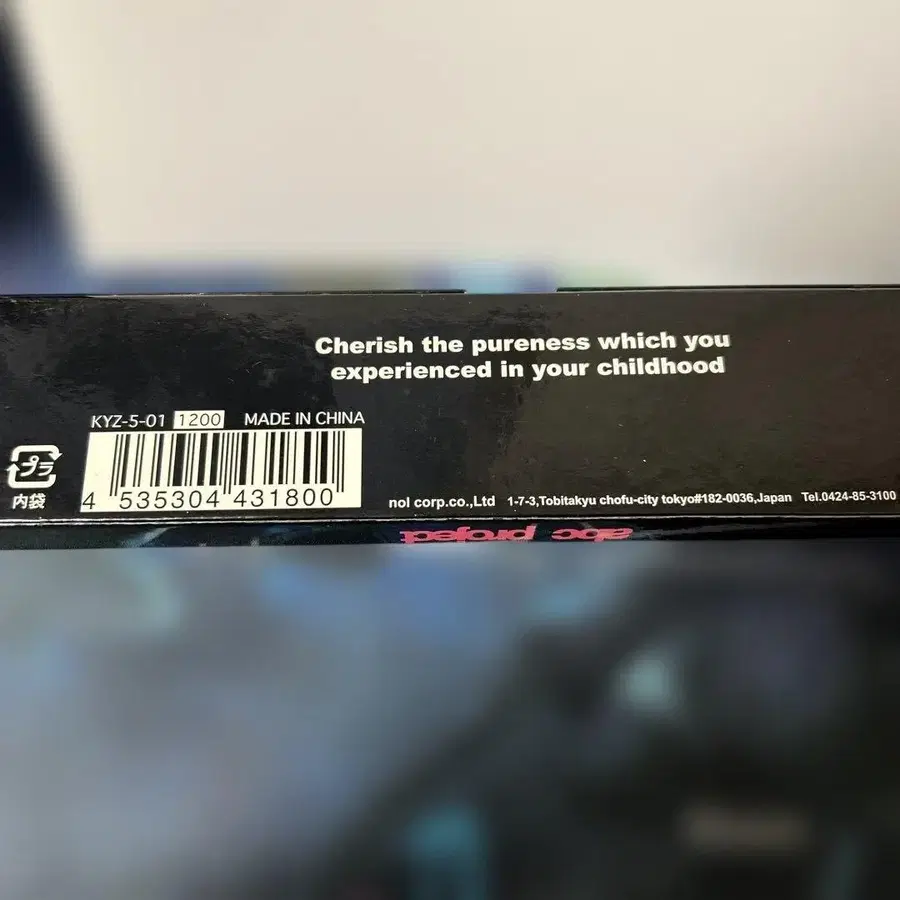 Cherish the pureness which you
experienced in your childhood
KYZ-5-01 1200 MADE IN CHINA
プラ
内袋
4 535304 431800
nol corp.co.,Ltd 1-7-3,Tobitakyu chofu-city tokyo#182-0036,Japan Tel.0424-85-3100
abc project